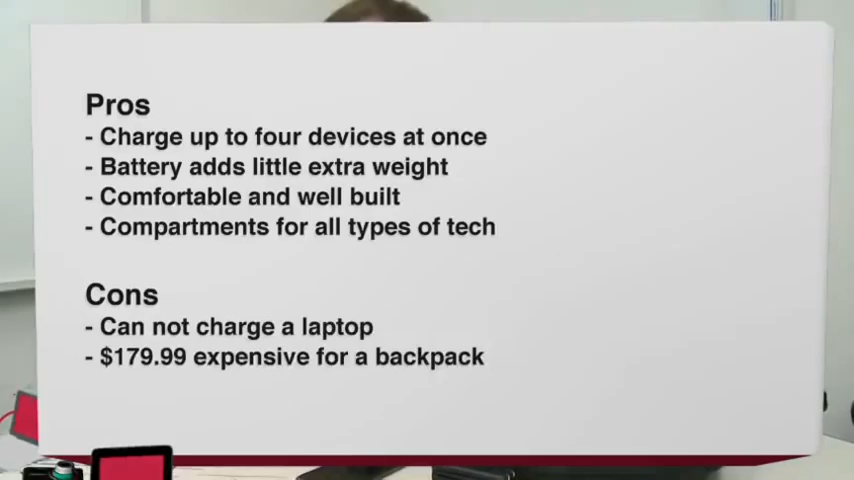 Pros
- Charge up to four devices at once
- Battery adds little extra weight
- Comfortable and well built
- Compartments for all types of tech
Cons
- Can not charge a laptop
- $179.99 expensive for a backpack